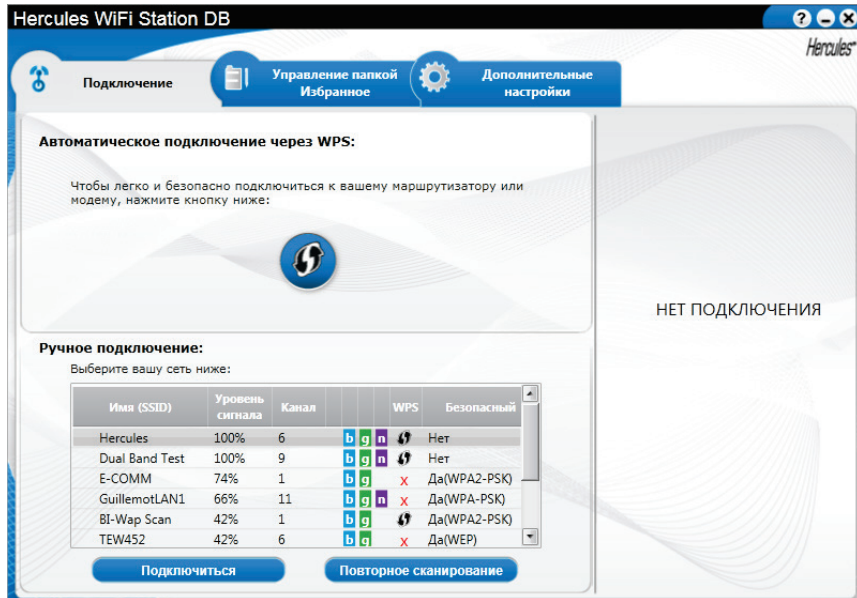 Hercules WiFi Station DB
? – X
Hercules
Подключение
Управление папкой
Избранное
Дополнительные
настройки
Автоматическое подключение через WPS:
Чтобы легко и безопасно подключиться к вашему маршрутизатору или
модему, нажмите кнопку ниже:
НЕТ ПОДКЛЮЧЕНИЯ
Ручное подключение:
Выберите вашу сеть ниже:
Имя (SSID) Уровень сигнала Канал WPS Безопасный
Hercules 100% 6 b g n Нет
Dual Band Test 100% 9 b g n Нет
E-COMM 74% 1 b g x Да(WPA2-PSK)
GuillemotLAN1 66% 11 b g n x Да(WPA-PSK)
BI-Wap Scan 42% 1 b g Да(WPA2-PSK)
TEW452 42% 6 b g x Да(WEP)
Подключиться Повторное сканирование